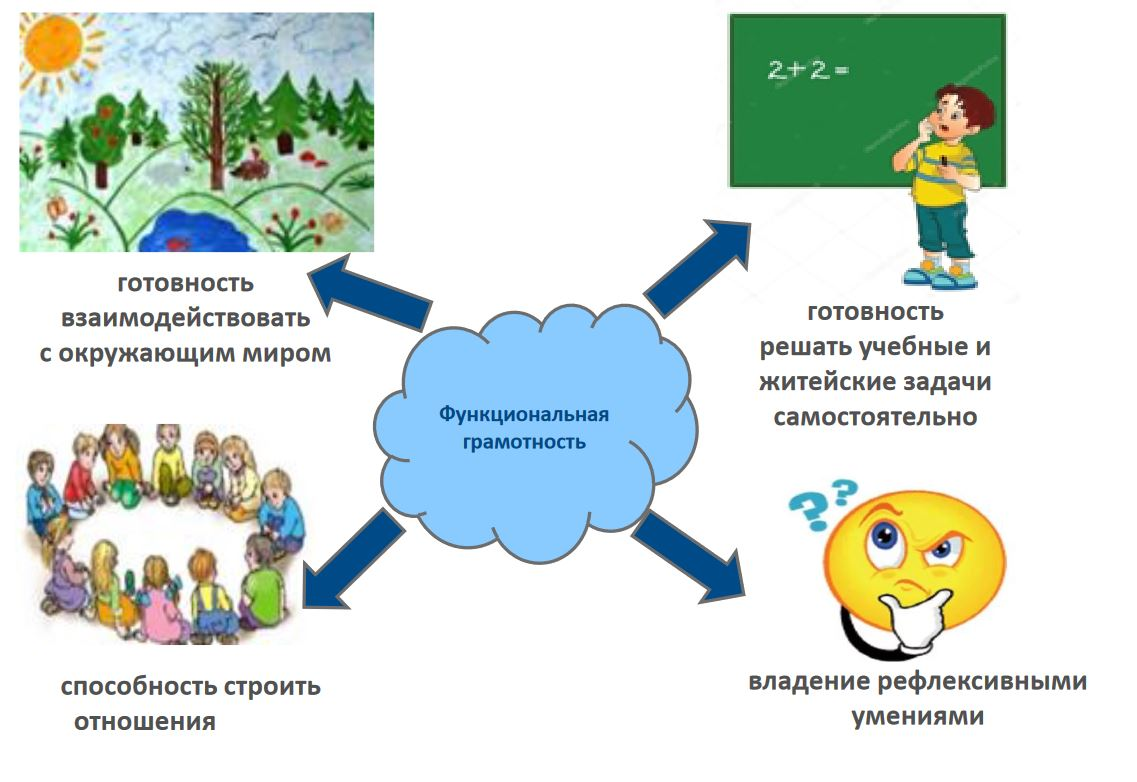 2+2=
готовность
взаимодействовать
с окружающим миром
готовность
решать учебные и
житейские задачи
самостоятельно
Функциональная
грамотность
??
способность строить
отношения
владение рефлексивными
умениями